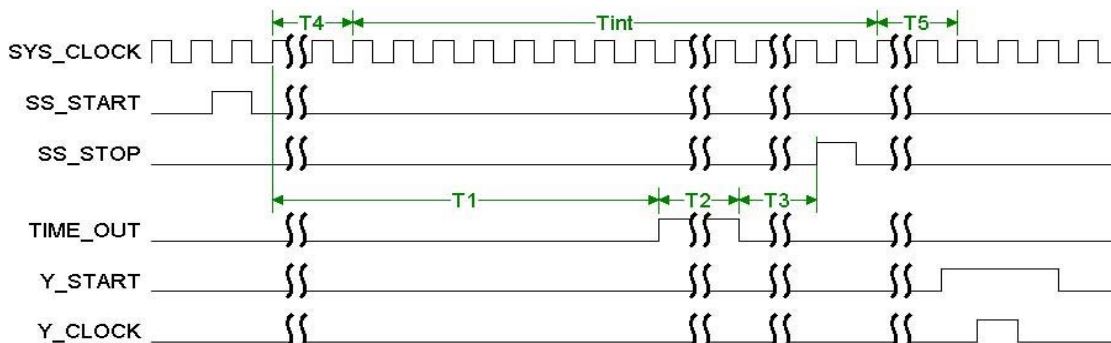 T4 Tint T5
SYS_CLOCK
SS_START
SS_STOP
T1 T2 T3
TIME_OUT
Y_START
Y_CLOCK